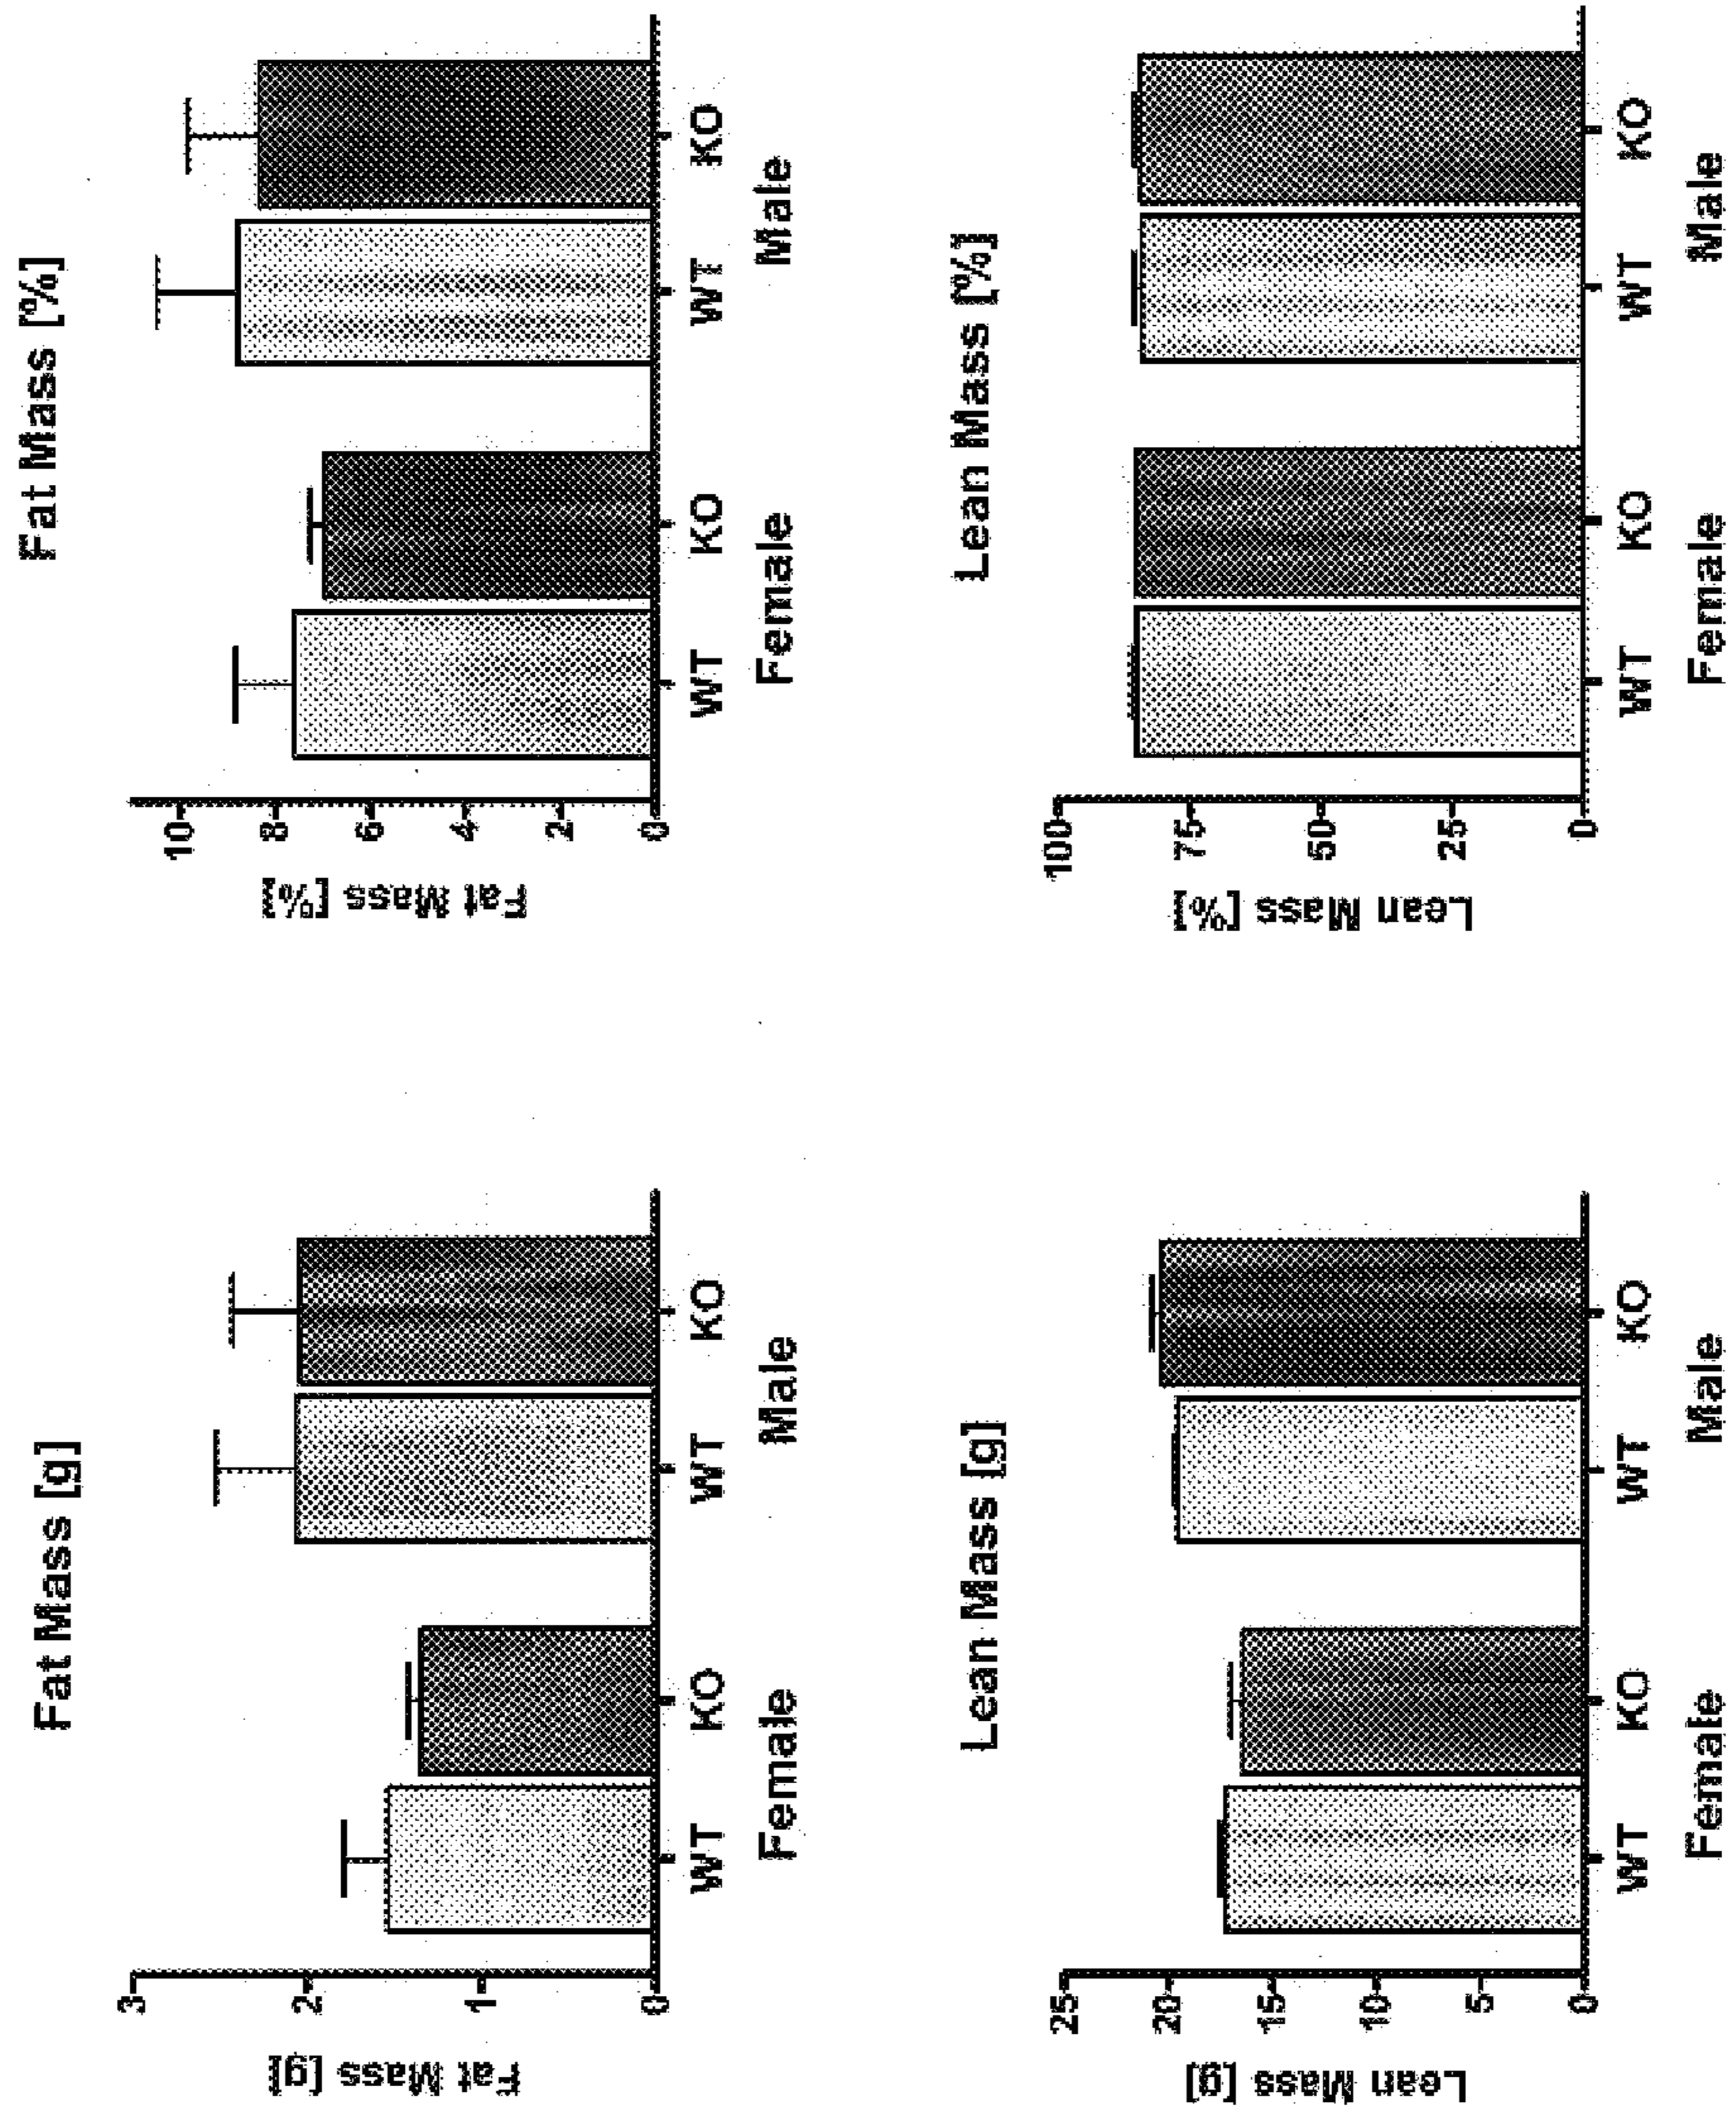 Fat Mass [g]
Fat Mass [g]
3
2
1
0
WT KO WT KO
Female Male
Fat Mass [%]
Fat Mass [%]
10
8
6
4
2
0
WT KO WT KO
Female Male
Lean Mass [g]
Lean Mass [g]
25
20
15
10
5
0
WT KO WT KO
Female Male
Lean Mass [%]
Lean Mass [%]
100
75
50
25
0
WT KO WT KO
Female Male